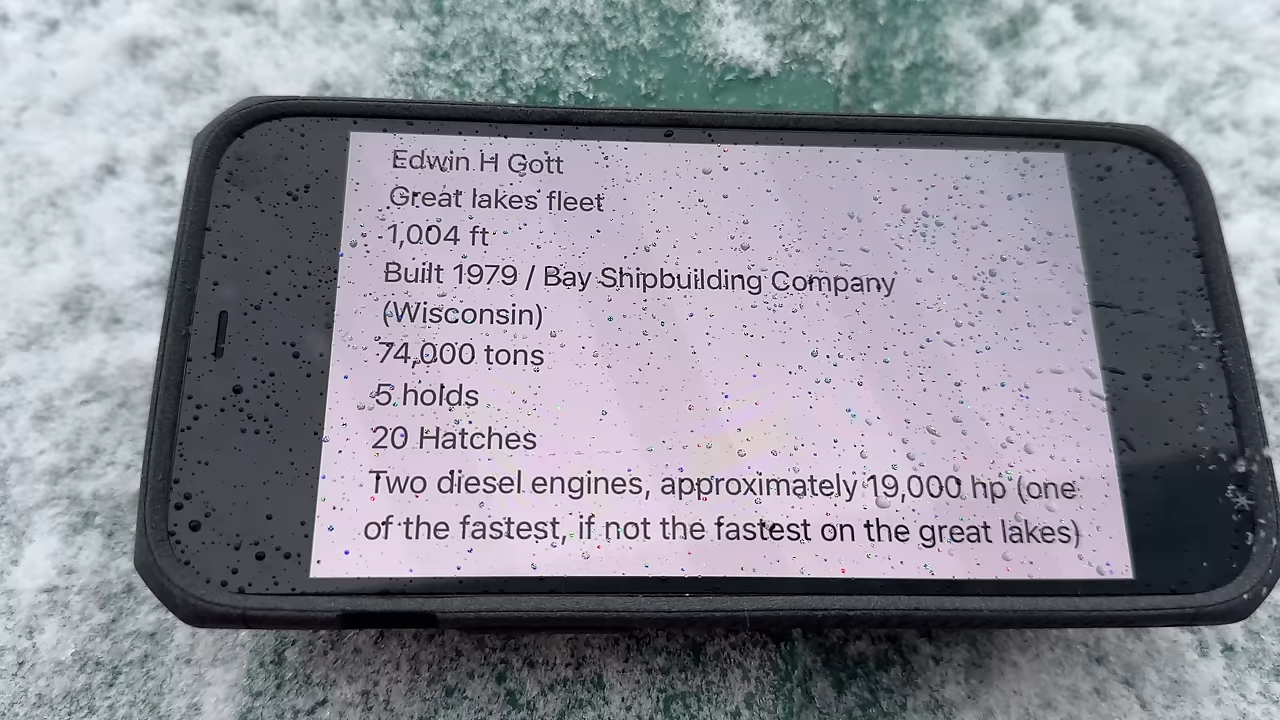 Edwin H Gott
Great lakes fleet
1,004 ft
Built 1979 / Bay Shipbuilding Company
(Wisconsin)
74,000 tons
5 holds
20 Hatches
Two diesel engines, approximately 19,000 hp (one
of the fastest, if not the fastest on the great lakes)